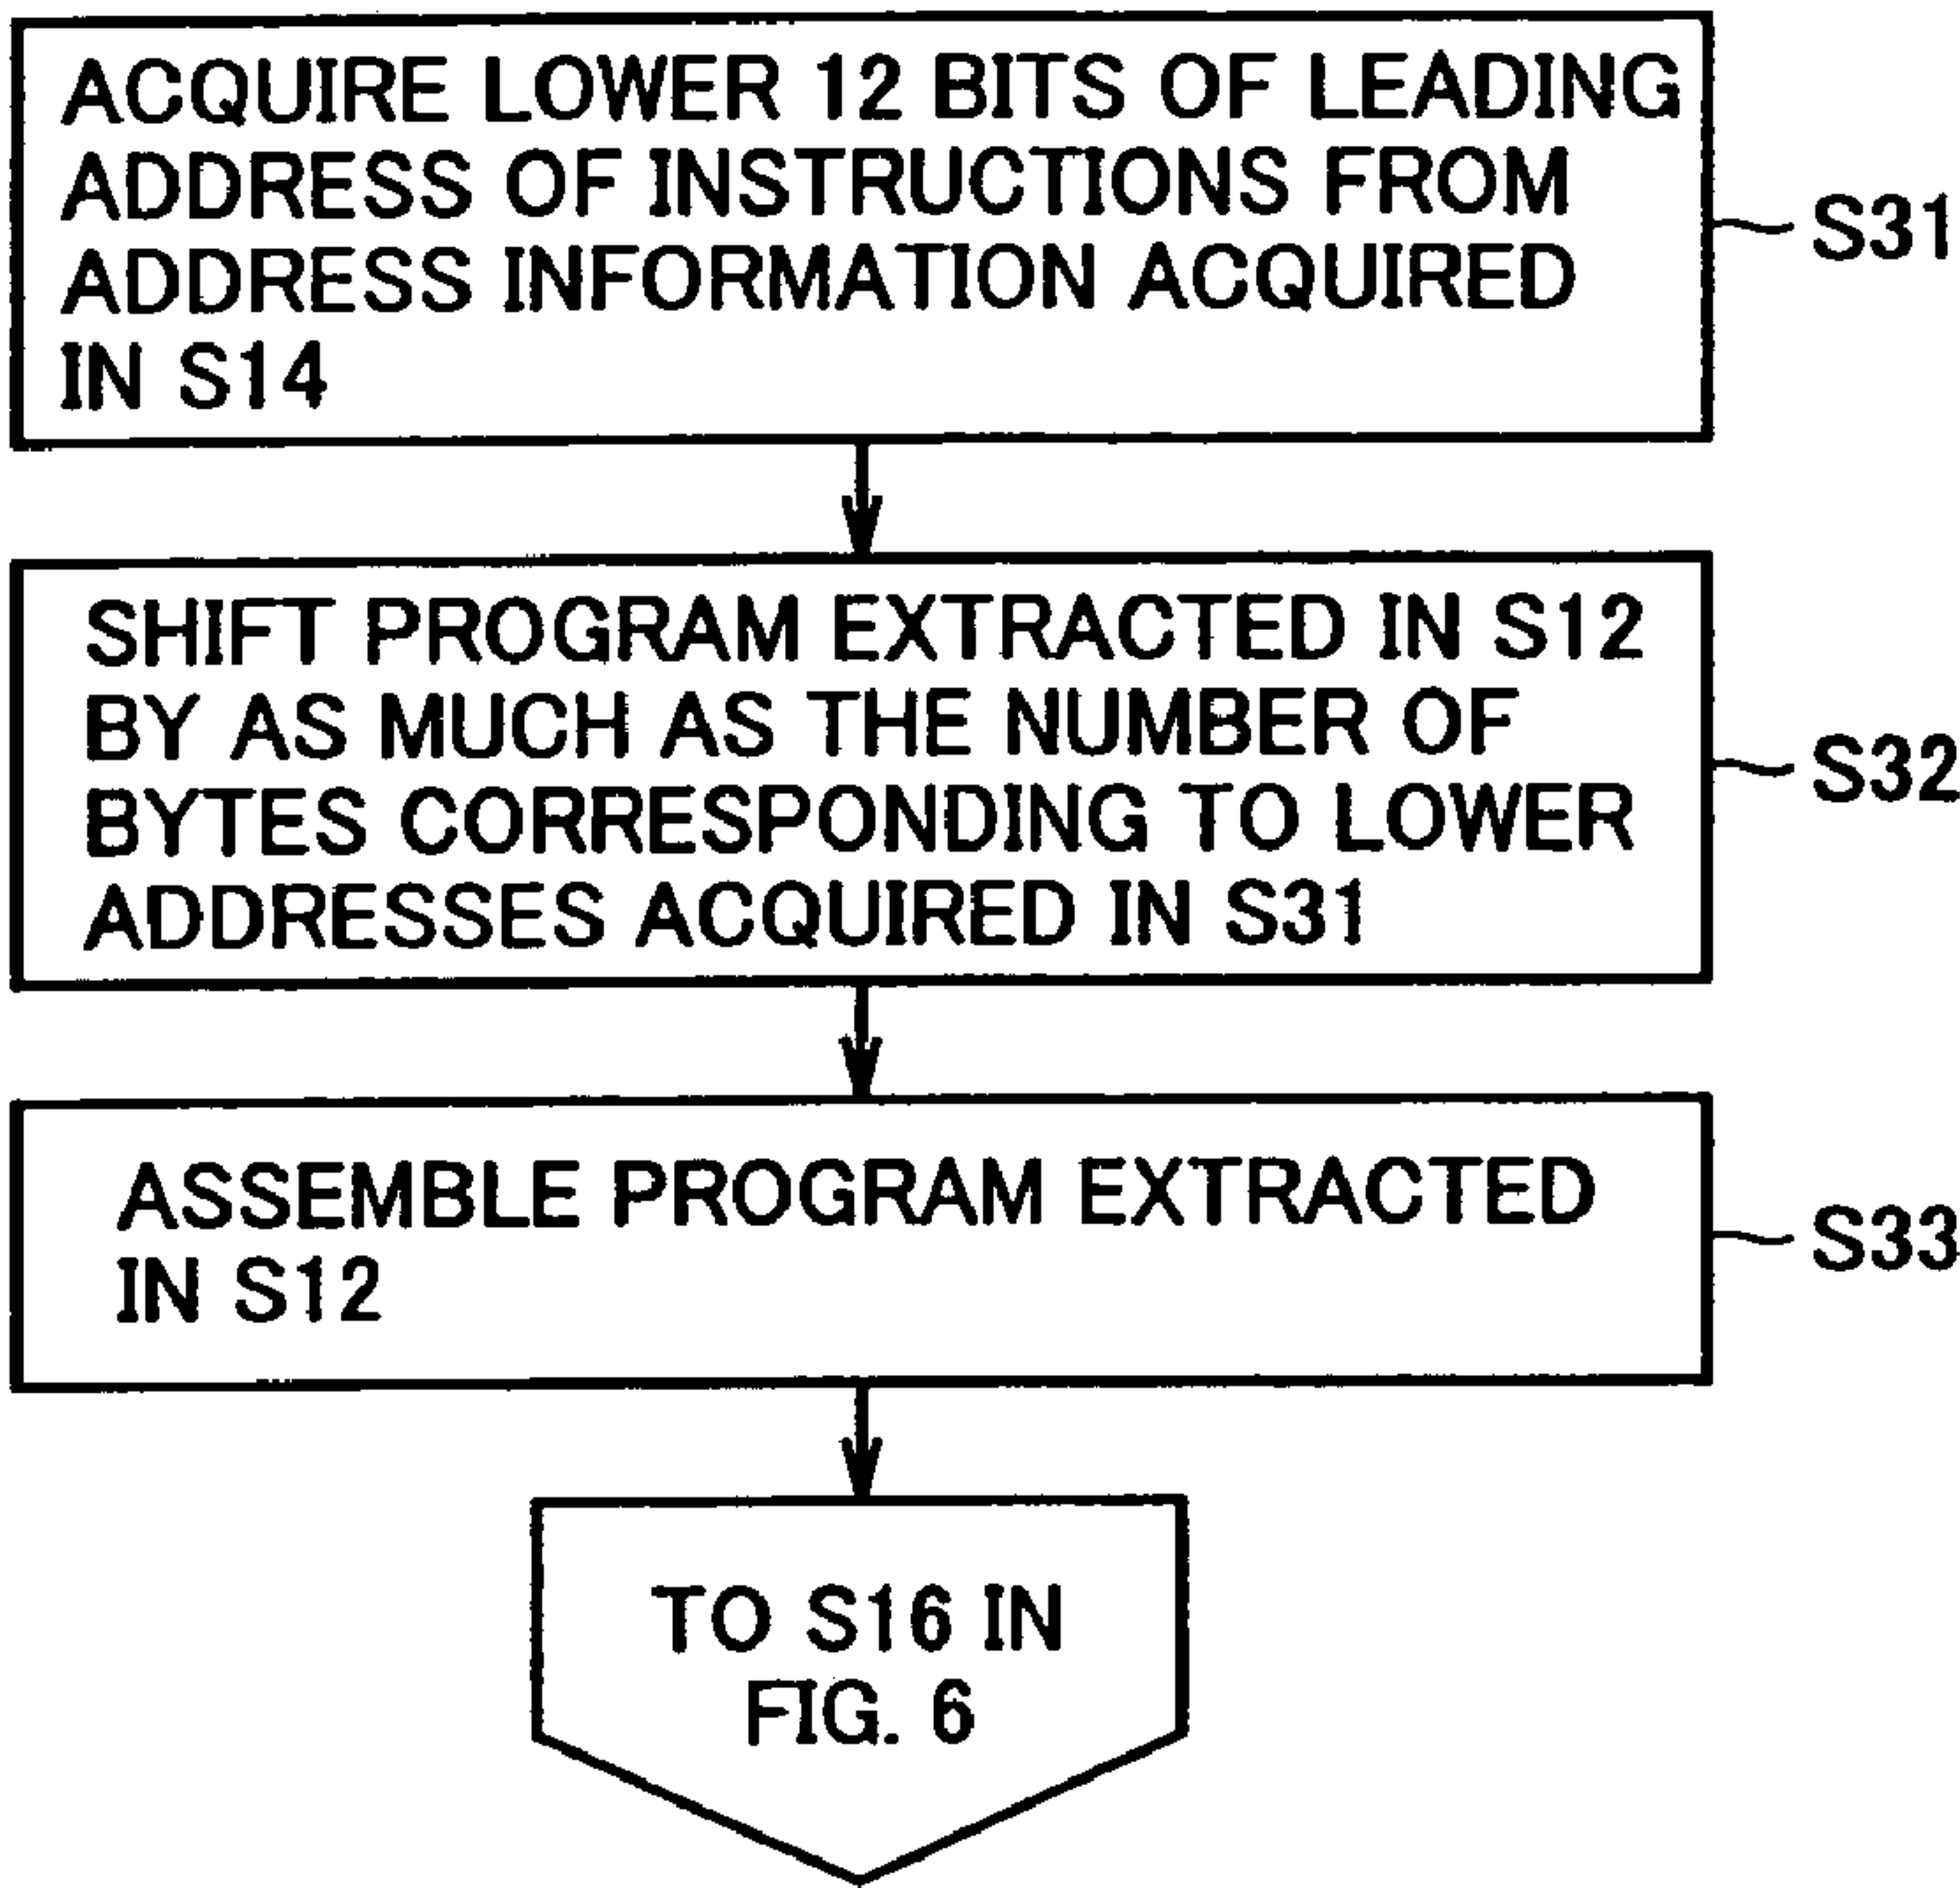 ACQUIRE LOWER 12 BITS OF LEADING
ADDRESS OF INSTRUCTIONS FROM
ADDRESS INFORMATION ACQUIRED
IN S14
S31
SHIFT PROGRAM EXTRACTED IN S12
BY AS MUCH AS THE NUMBER OF
BYTES CORRESPONDING TO LOWER
ADDRESSES ACQUIRED IN S31
S32
ASSEMBLE PROGRAM EXTRACTED
IN S12
S33
TO S16 IN
FIG. 6